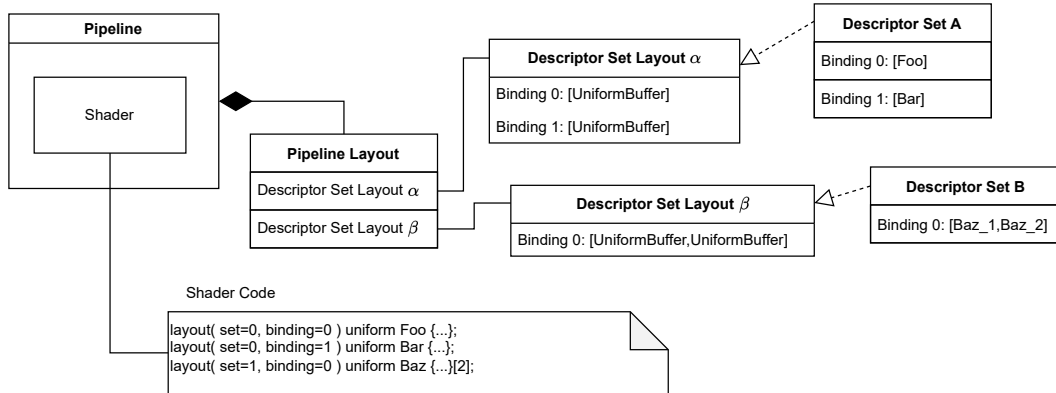 Pipeline
Shader
Pipeline Layout
Descriptor Set Layout α
Descriptor Set Layout β
Descriptor Set Layout α
Binding 0: [UniformBuffer]
Binding 1: [UniformBuffer]
Descriptor Set A
Binding 0: [Foo]
Binding 1: [Bar]
Descriptor Set Layout β
Binding 0: [UniformBuffer,UniformBuffer]
Descriptor Set B
Binding 0: [Baz_1,Baz_2]
Shader Code
layout( set=0, binding=0 ) uniform Foo {...};
layout( set=0, binding=1 ) uniform Bar {...};
layout( set=1, binding=0 ) uniform Baz {...}[2];